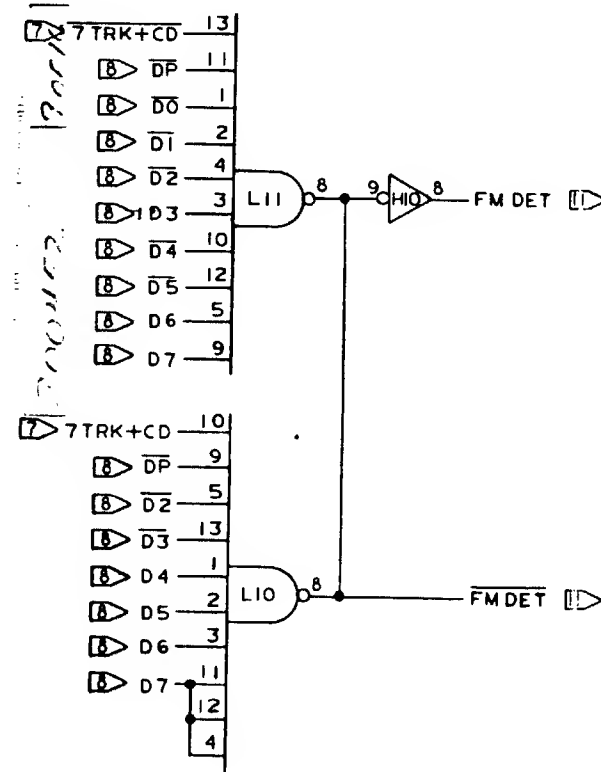 7 7TRK+CD 13
8 DP 11
8 D0 1
8 D1 2
8 D2 4
8 D3 3
8 D4 10
8 D5 12
8 D6 5
8 D7 9
L11 8
9 H10 8 FM DET 11
7 7TRK+CD 10
8 DP 9
8 D2 5
8 D3 13
8 D4 1
8 D5 2
8 D6 3
8 D7 11
12
4
L10 8
FM DET 11